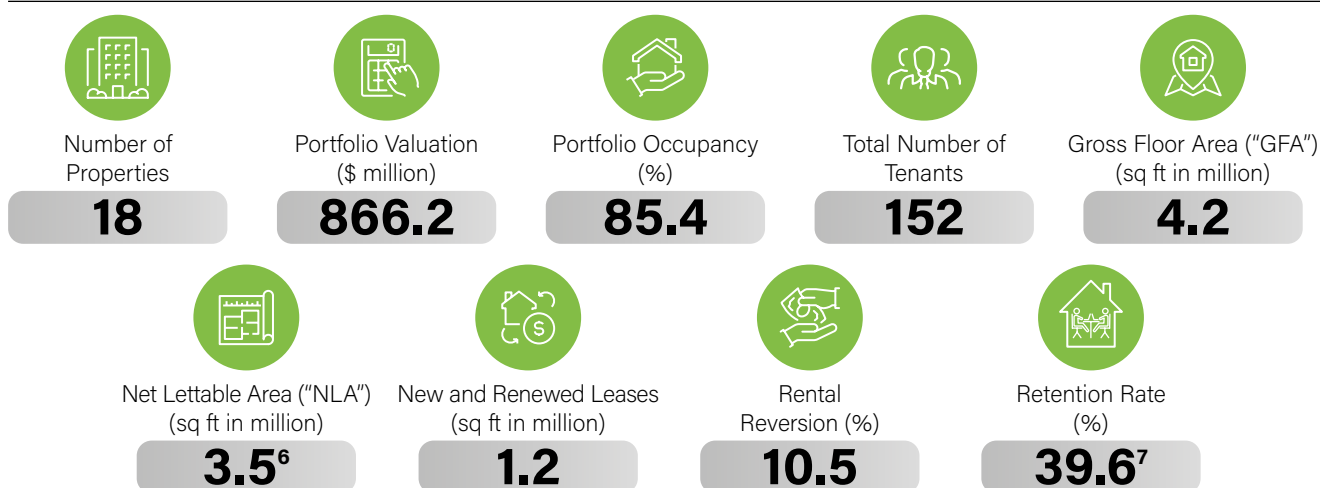 Number of
Properties
18
Portfolio Valuation
($ million)
866.2
Portfolio Occupancy
(%)
85.4
Total Number of
Tenants
152
Gross Floor Area (“GFA”)
(sq ft in million)
4.2
Net Lettable Area (“NLA”)
(sq ft in million)
3.5⁶
New and Renewed Leases
(sq ft in million)
1.2
Rental
Reversion (%)
10.5
Retention Rate
(%)
39.6⁷